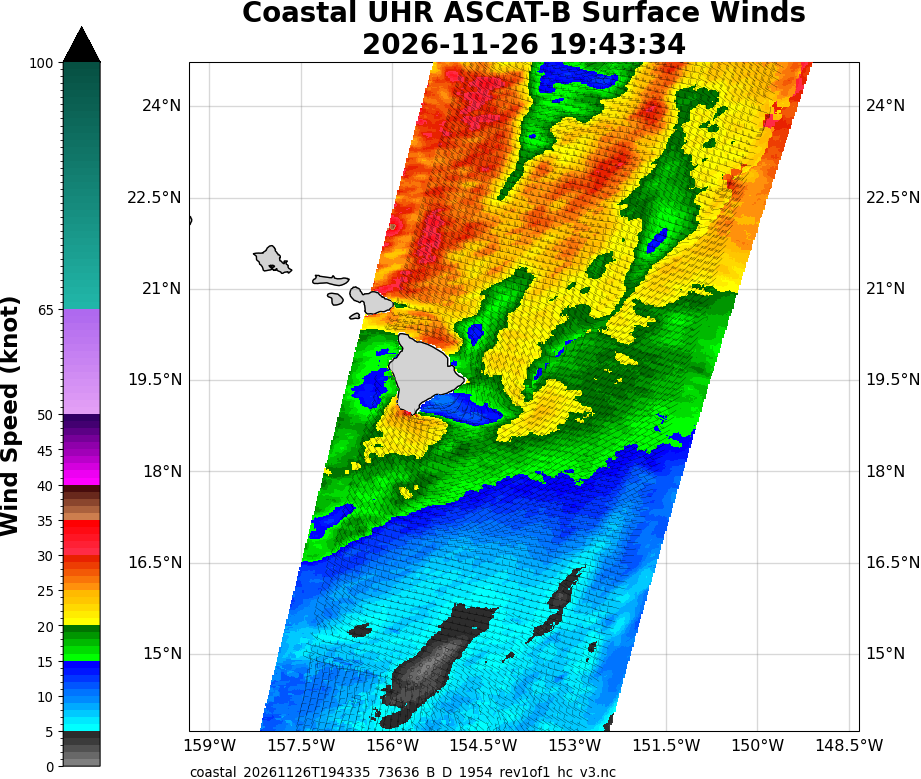 Coastal UHR ASCAT-B Surface Winds
2026-11-26 19:43:34
Wind Speed (knot)
100
65
50
45
40
35
30
25
20
15
10
5
0
24°N 24°N
22.5°N 22.5°N
21°N 21°N
19.5°N 19.5°N
18°N 18°N
16.5°N 16.5°N
15°N 15°N
159°W 157.5°W 156°W 154.5°W 153°W 151.5°W 150°W 148.5°W
coastal_20261126T194335_73636_B_D_1954_rev1of1_hc_v3.nc